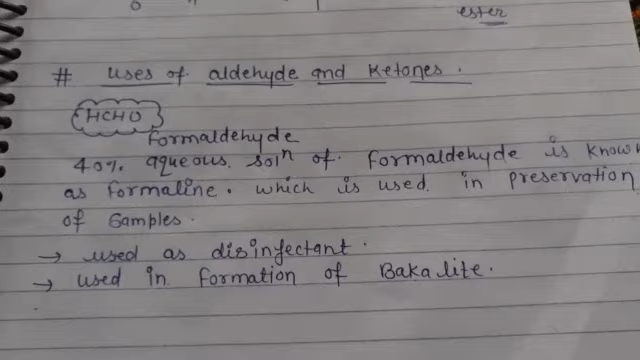 ester
# Uses of aldehyde and Ketones.
HCHO
Formaldehyde
40% aqueous soln of formaldehyde is known
as formaline. which is used in preservation
of Samples.
→ used as disinfectant.
→ used in formation of Bakalite.